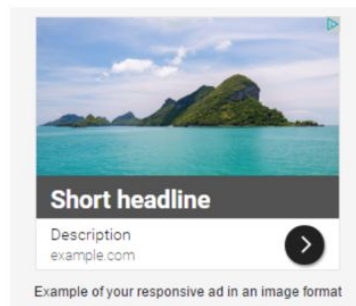 Short headline
Description
example.com
Example of your responsive ad in an image format